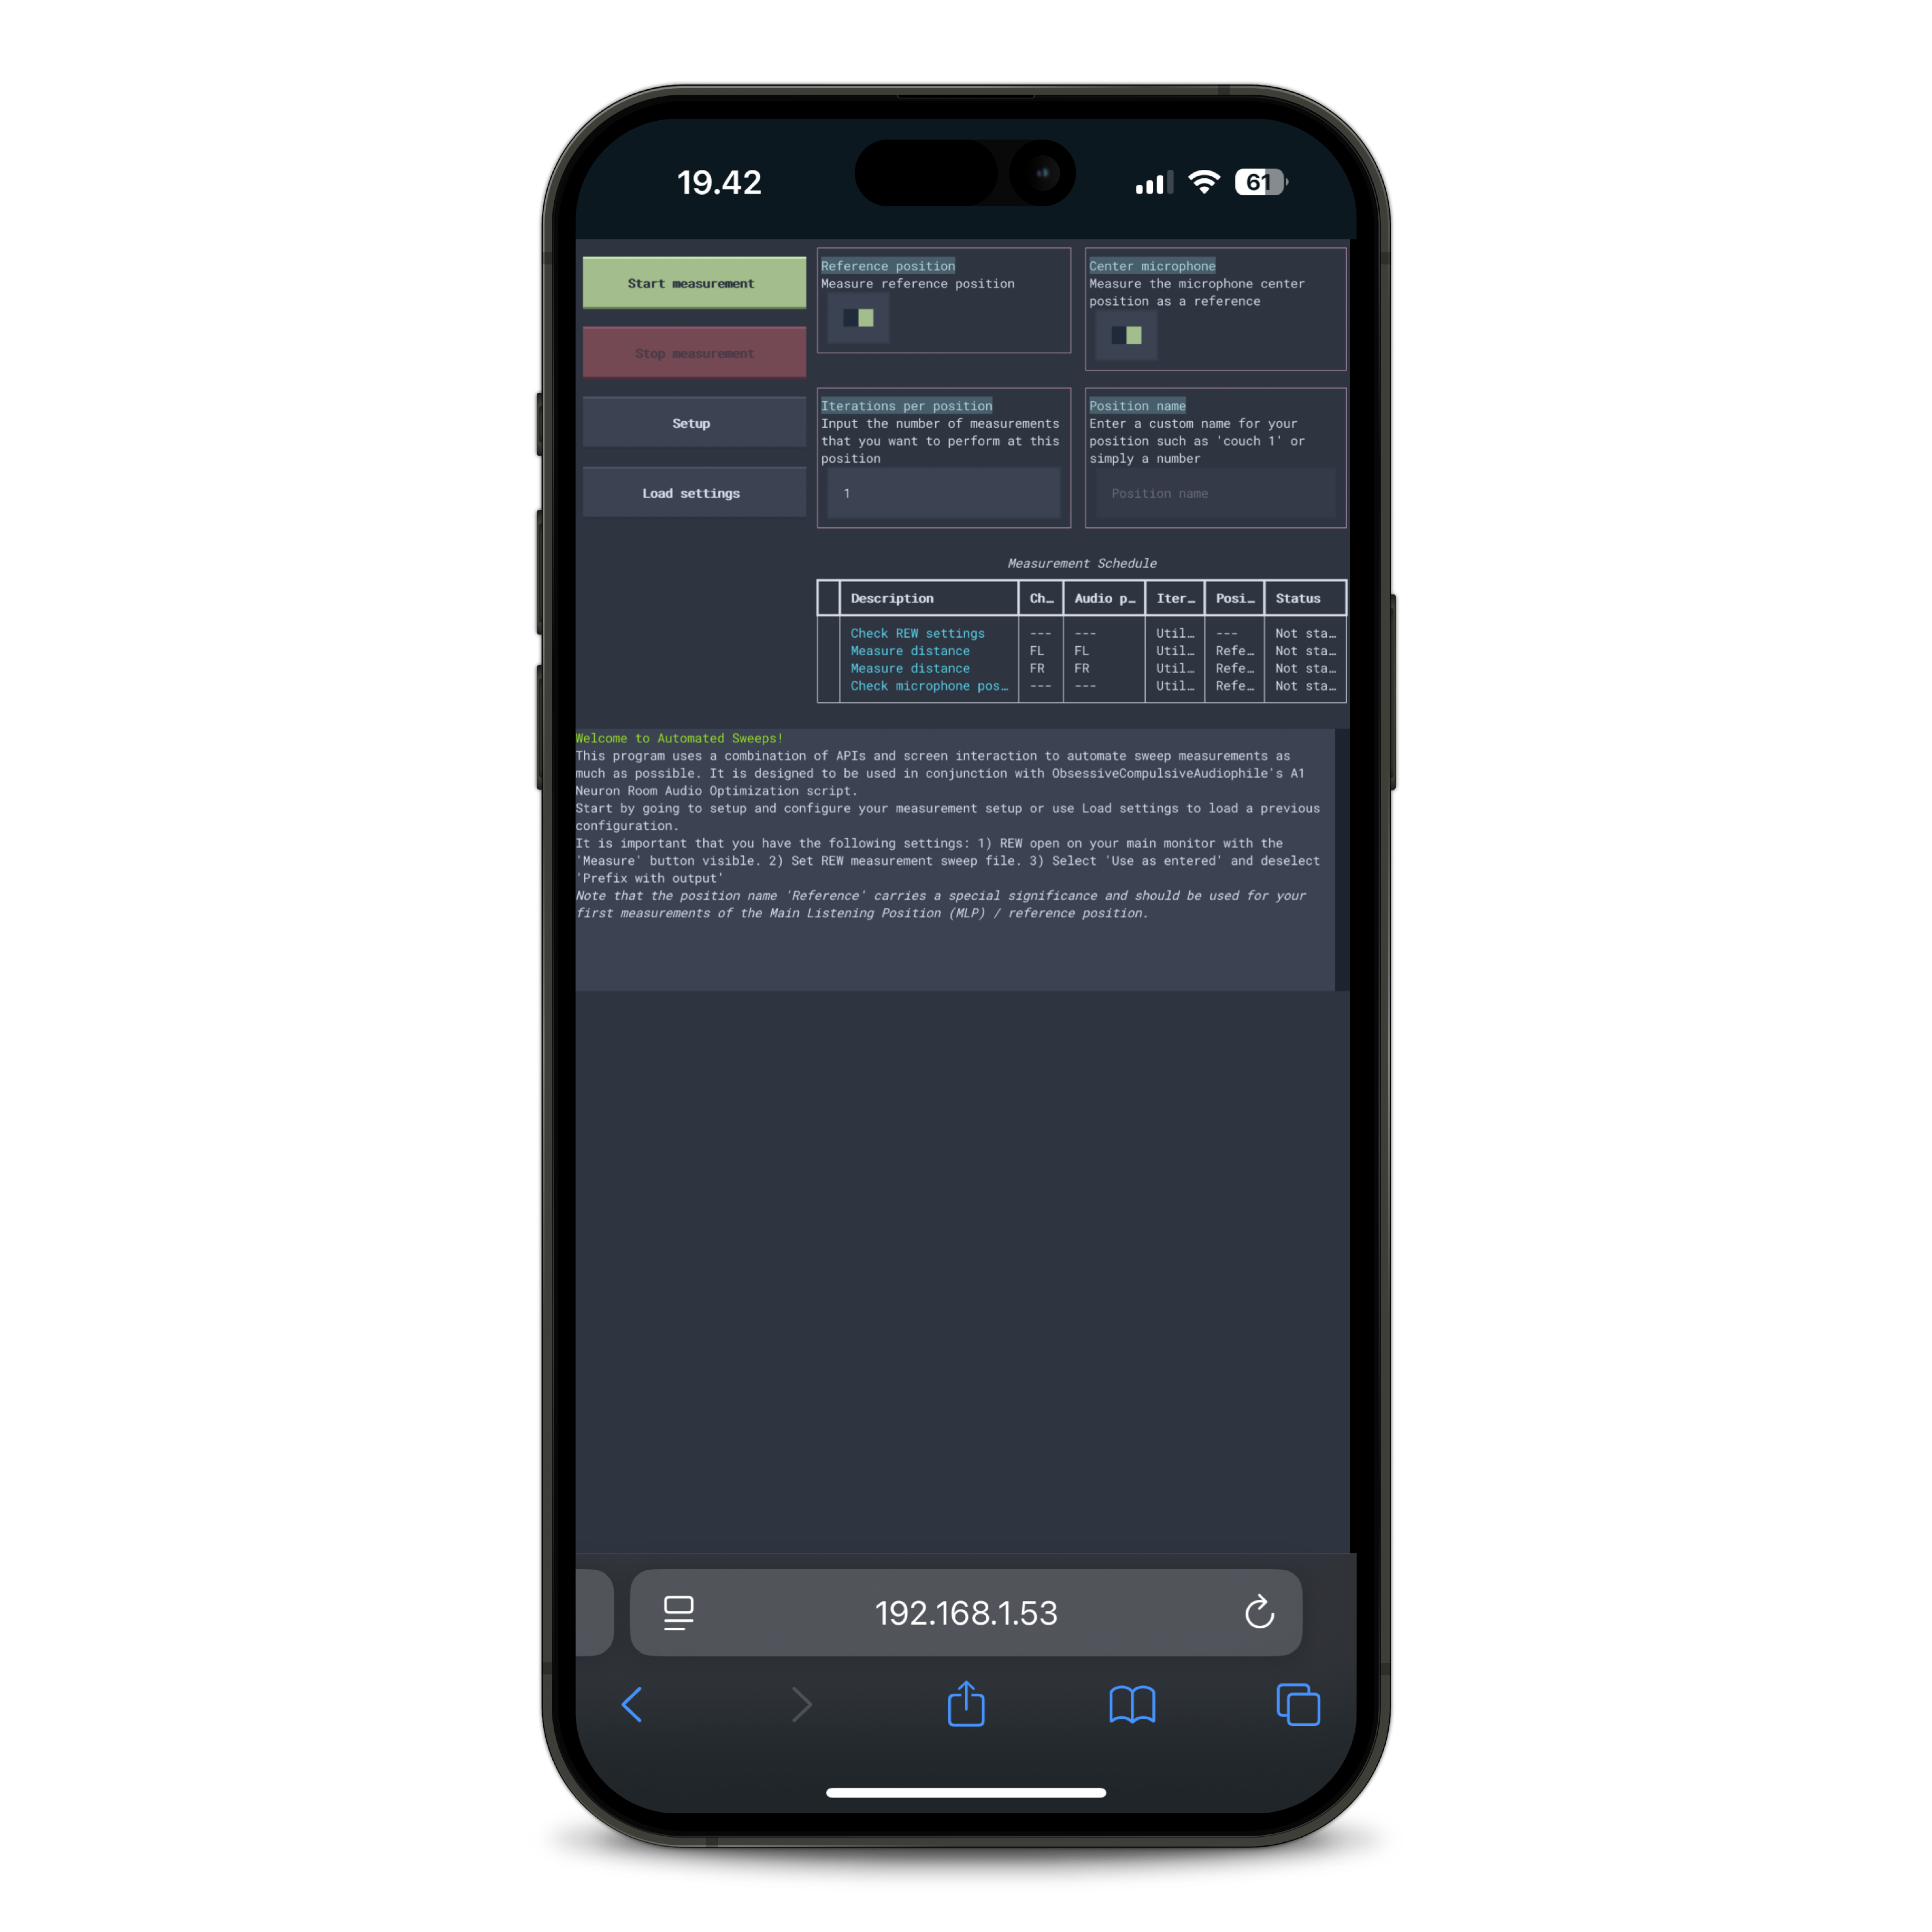 19.42
61
Start measurement
Stop measurement
Setup
Load settings
Reference position
Measure reference position
Center microphone
Measure the microphone center
position as a reference
Iterations per position
Input the number of measurements
that you want to perform at this
position
1
Position name
Enter a custom name for your
position such as 'couch 1' or
simply a number
Position name
Measurement Schedule
Description Ch… Audio p… Iter… Posi… Status
Check REW settings --- --- Util… --- Not sta…
Measure distance FL FL Util… Refe… Not sta…
Measure distance FR FR Util… Refe… Not sta…
Check microphone pos… --- --- Util… Refe… Not sta…
Welcome to Automated Sweeps!
This program uses a combination of APIs and screen interaction to automate sweep measurements as
much as possible. It is designed to be used in conjunction with ObsessiveCompulsiveAudiophile's A1
Neuron Room Audio Optimization script.
Start by going to setup and configure your measurement setup or use Load settings to load a previous
configuration.
It is important that you have the following settings: 1) REW open on your main monitor with the
'Measure' button visible. 2) Set REW measurement sweep file. 3) Select 'Use as entered' and deselect
'Prefix with output'
Note that the position name 'Reference' carries a special significance and should be used for your
first measurements of the Main Listening Position (MLP) / reference position.
192.168.1.53